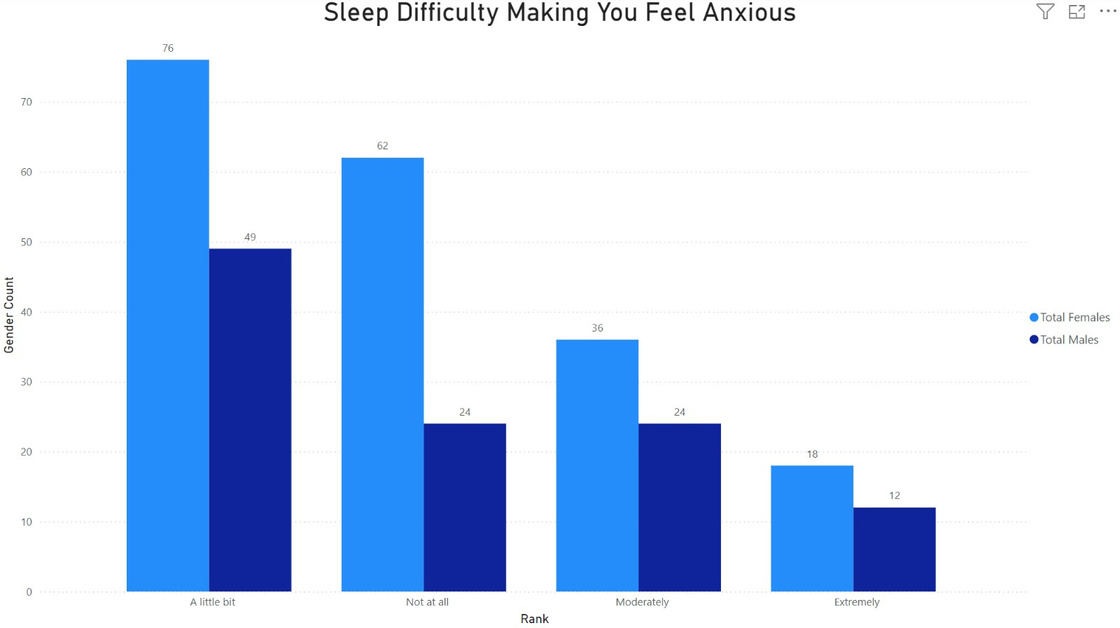 Sleep Difficulty Making You Feel Anxious
76
70
62
60
49
50
Gender Count
40
36
Total Females
Total Males
30
24
24
20
18
12
10
0
A little bit Not at all Moderately Extremely
Rank